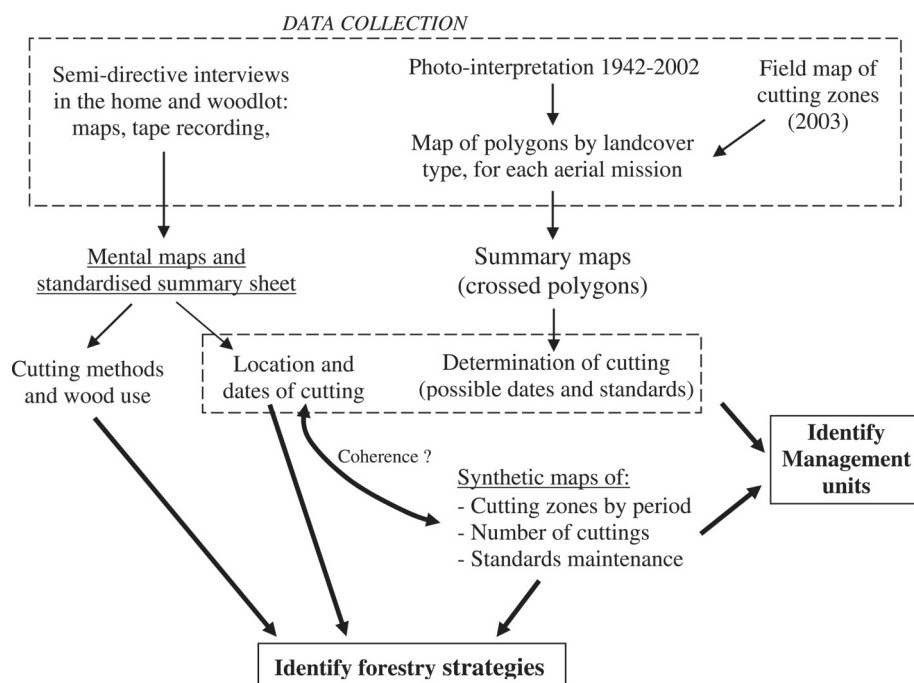 DATA COLLECTION
Semi-directive interviews
in the home and woodlot:
maps, tape recording,
Photo-interpretation 1942-2002
Field map of
cutting zones
(2003)
Map of polygons by landcover
type, for each aerial mission
Mental maps and
standardised summary sheet
Summary maps
(crossed polygons)
Cutting methods
and wood use
Location and
dates of cutting
Determination of cutting
(possible dates and standards)
Identify
Management
units
Coherence ?
Synthetic maps of:
- Cutting zones by period
- Number of cuttings
- Standards maintenance
Identify forestry strategies